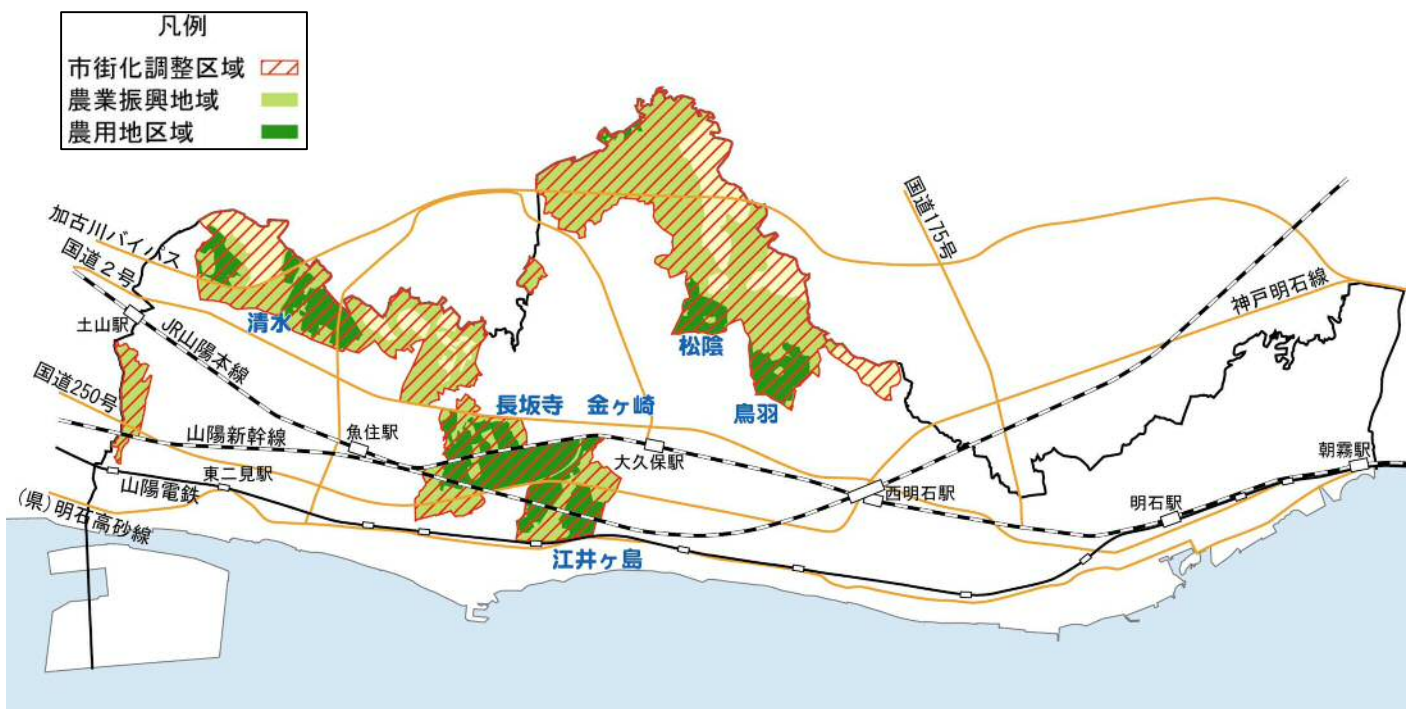 凡例
市街化調整区域
農業振興地域
農用地区域
加古川バイパス
国道2号
国道175号
神戸明石線
土山駅
JR山陽本線
清水
松陰
鳥羽
国道250号
長坂寺
金ヶ崎
山陽新幹線
魚住駅
大久保駅
朝霧駅
東二見駅
山陽電鉄
西明石駅
明石駅
(県)明石高砂線
江井ヶ島